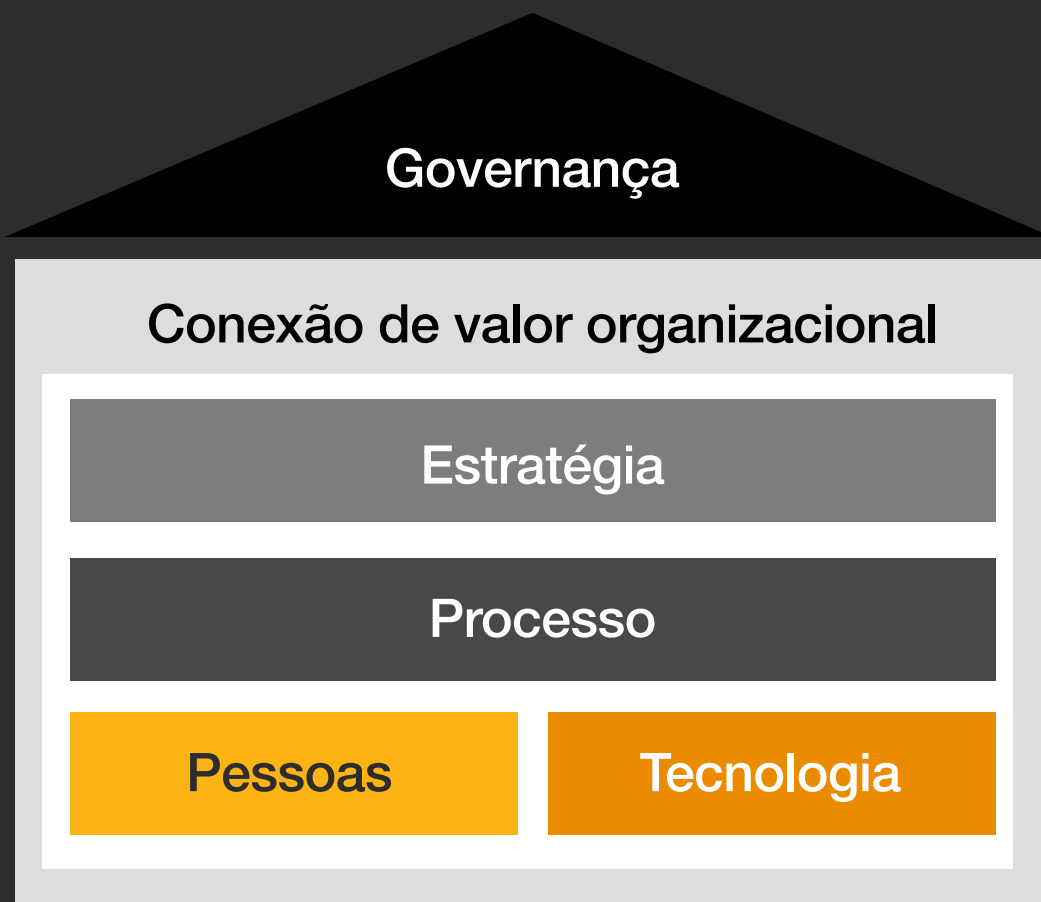 Governança
Conexão de valor organizacional
Estratégia
Processo
Pessoas
Tecnologia